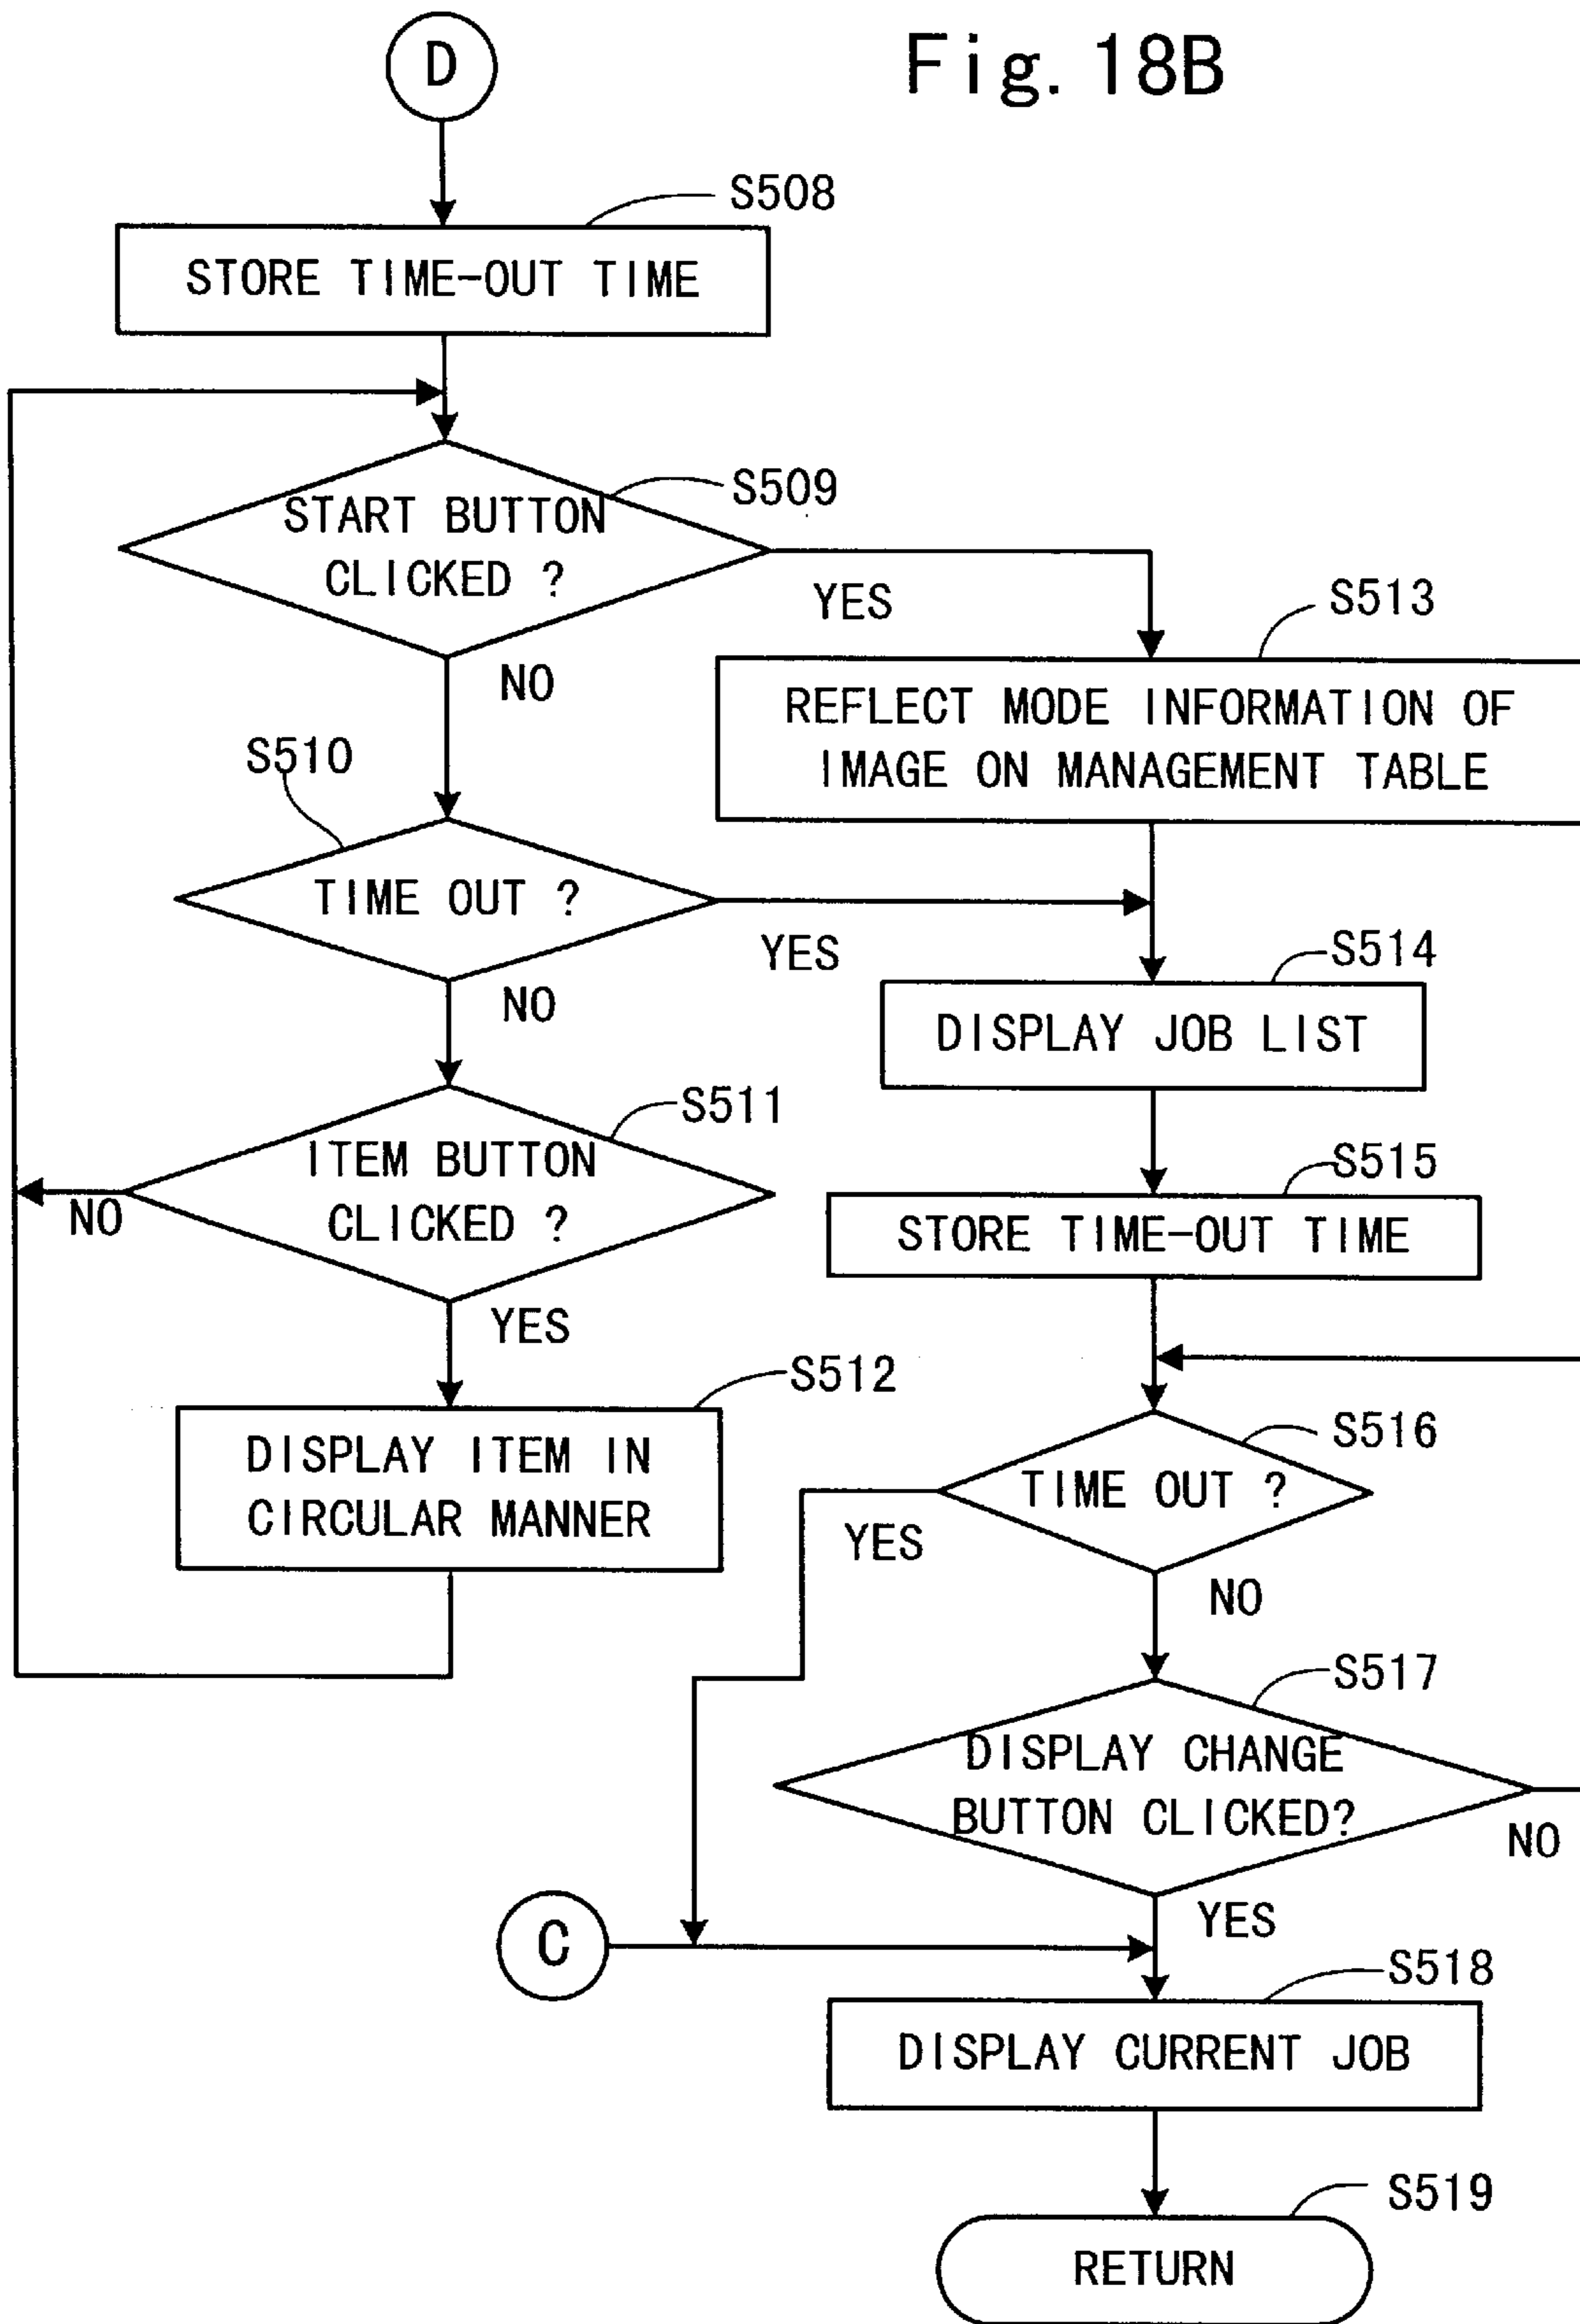 Fig. 18B
D
S508
STORE TIME-OUT TIME
S509
START BUTTON
CLICKED ?
YES
NO
S513
REFLECT MODE INFORMATION OF
IMAGE ON MANAGEMENT TABLE
S510
TIME OUT ?
YES
NO
S514
DISPLAY JOB LIST
S511
ITEM BUTTON
CLICKED ?
NO
YES
S515
STORE TIME-OUT TIME
S512
DISPLAY ITEM IN
CIRCULAR MANNER
S516
TIME OUT ?
YES
NO
S517
DISPLAY CHANGE
BUTTON CLICKED?
NO
YES
C
S518
DISPLAY CURRENT JOB
S519
RETURN